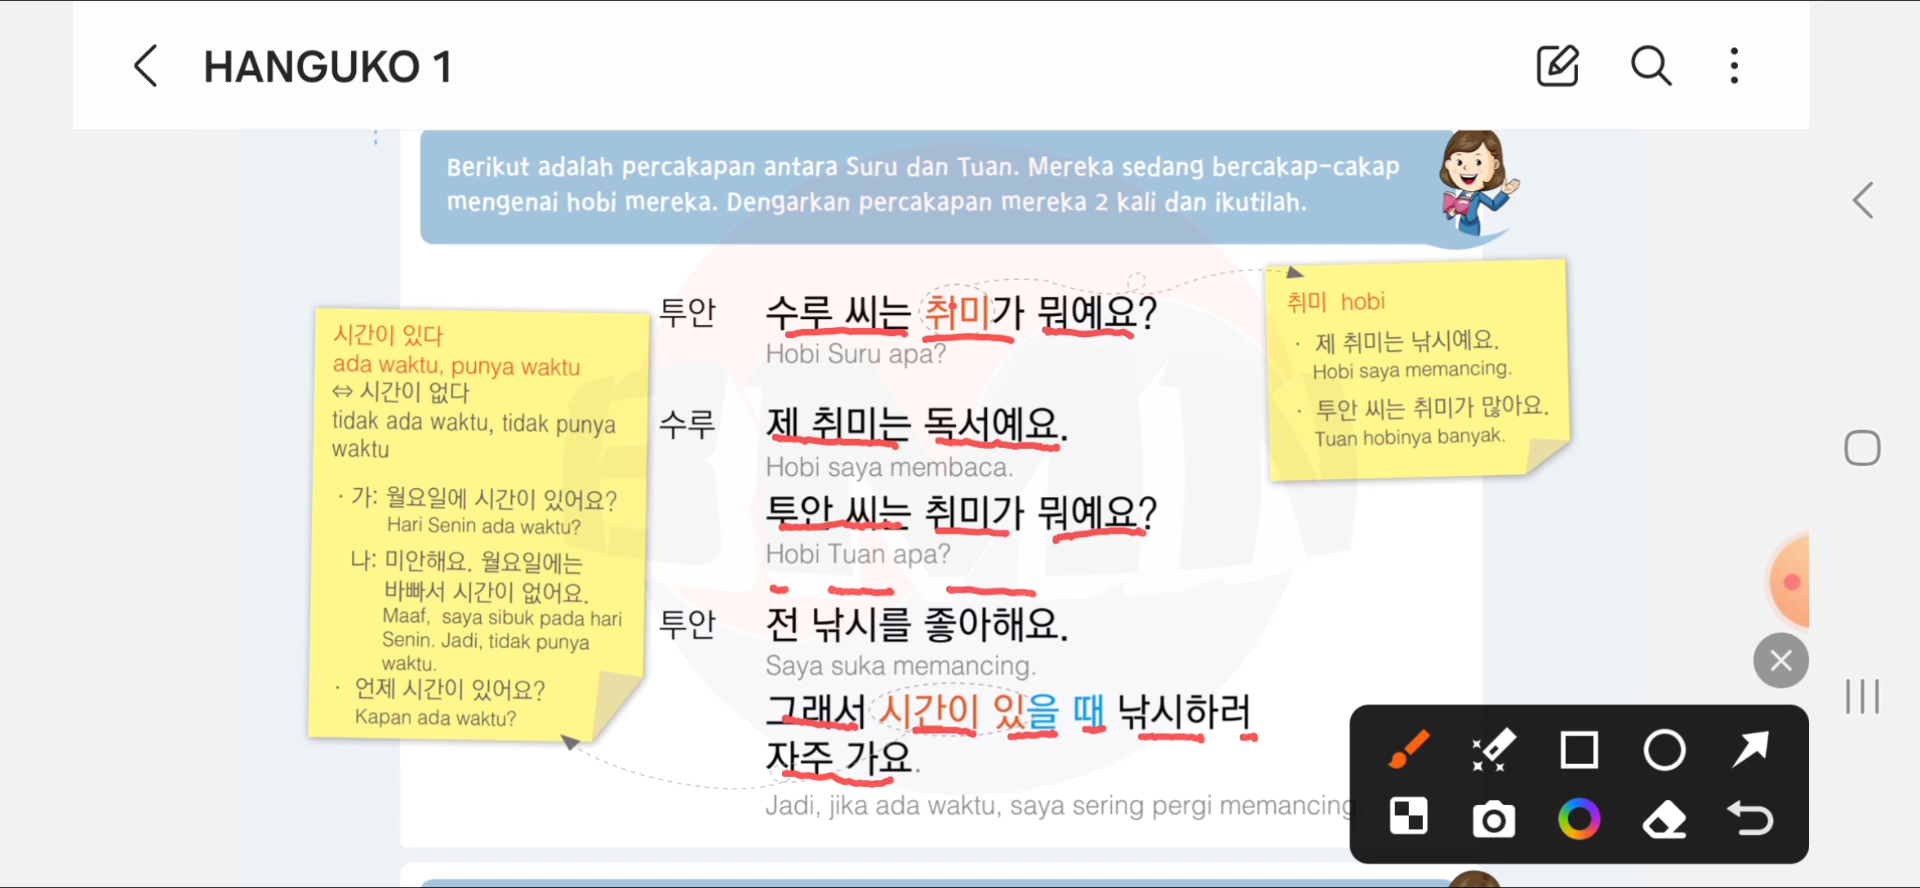 HANGUKO 1
Berikut adalah percakapan antara Suru dan Tuan. Mereka sedang bercakap-cakap
mengenai hobi mereka. Dengarkan percakapan mereka 2 kali dan ikutilah.
시간이 있다
ada waktu, punya waktu
⇔ 시간이 없다
tidak ada waktu, tidak punya
waktu
· 가: 월요일에 시간이 있어요?
Hari Senin ada waktu?
나: 미안해요. 월요일에는
바빠서 시간이 없어요.
Maaf, saya sibuk pada hari
Senin. Jadi, tidak punya
waktu.
· 언제 시간이 있어요?
Kapan ada waktu?
투안 수루 씨는 취미가 뭐예요?
Hobi Suru apa?
수루 제 취미는 독서예요.
Hobi saya membaca.
투안 씨는 취미가 뭐예요?
Hobi Tuan apa?
투안 전 낚시를 좋아해요.
Saya suka memancing.
그래서 시간이 있을 때 낚시하러
자주 가요.
Jadi, jika ada waktu, saya sering pergi memancing.
취미 hobi
· 제 취미는 낚시예요.
Hobi saya memancing.
· 투안 씨는 취미가 많아요.
Tuan hobinya banyak.